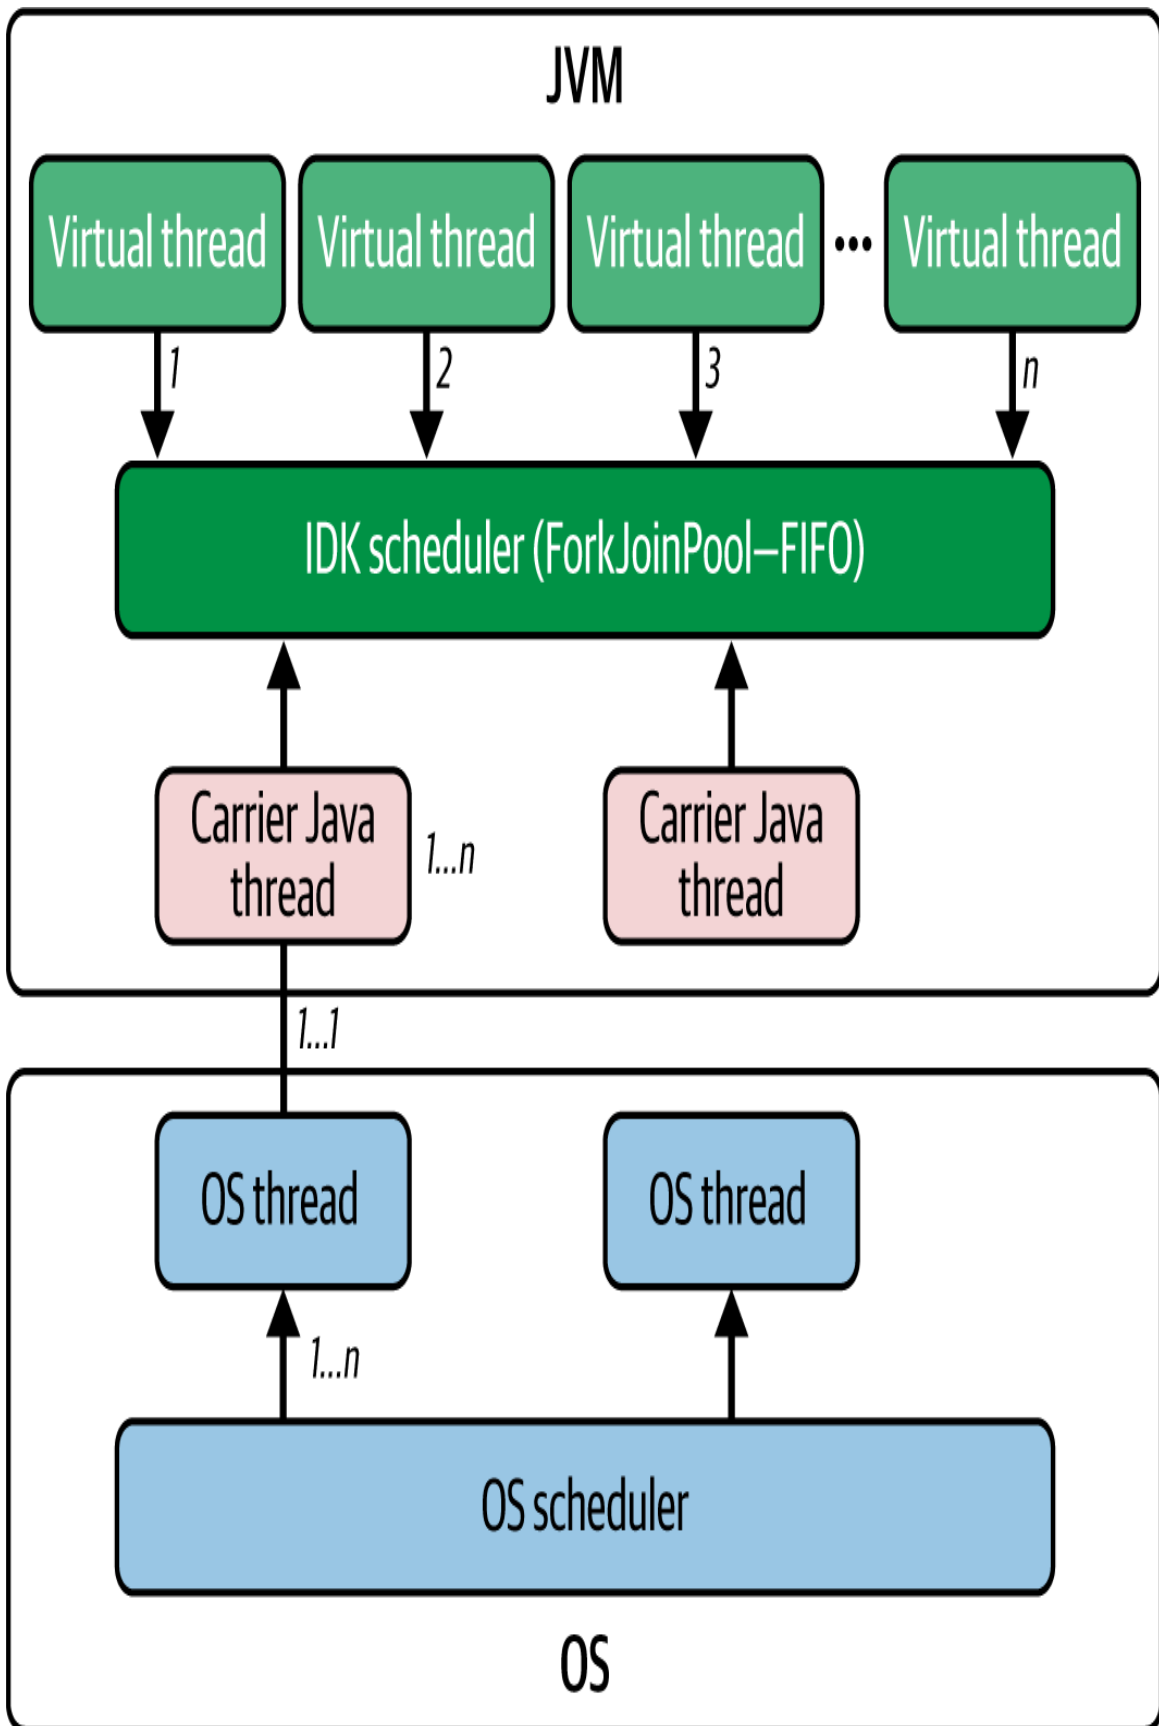 JVM
Virtual thread
Virtual thread
Virtual thread
...
Virtual thread
1
2
3
n
IDK scheduler (ForkJoinPool–FIFO)
Carrier Java
thread
1...n
Carrier Java
thread
1...1
OS thread
OS thread
1...n
OS scheduler
OS